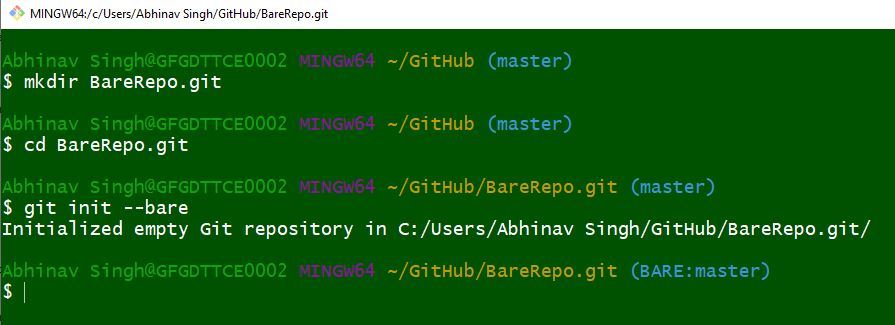 MINGW64:/c/Users/Abhinav Singh/GitHub/BareRepo.git
Abhinav Singh@GFGDTTCE0002 MINGW64 ~/GitHub (master)
$ mkdir BareRepo.git
Abhinav Singh@GFGDTTCE0002 MINGW64 ~/GitHub (master)
$ cd BareRepo.git
Abhinav Singh@GFGDTTCE0002 MINGW64 ~/GitHub/BareRepo.git (master)
$ git init --bare
Initialized empty Git repository in C:/Users/Abhinav Singh/GitHub/BareRepo.git/
Abhinav Singh@GFGDTTCE0002 MINGW64 ~/GitHub/BareRepo.git (BARE:master)
$